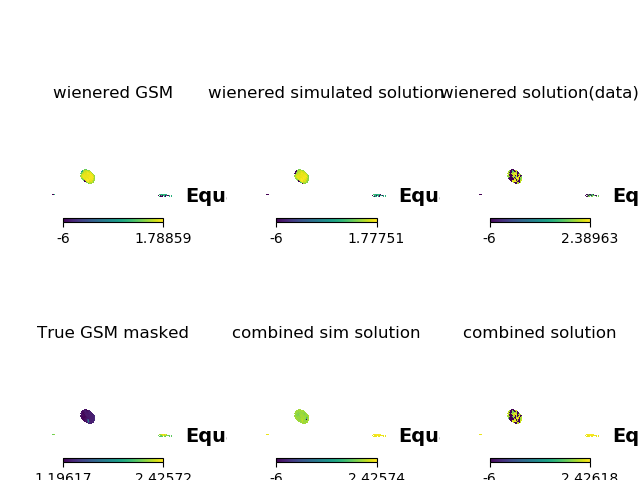 wienered GSM
wienered simulated solution
wienered solution(data)
Equ
Equ
Eq
-6 1.78859
-6 1.77751
-6 2.38963
True GSM masked
combined sim solution
combined solution
Equ
Equ
Eq
1.19617 2.42572
-6 2.42574
-6 2.42618